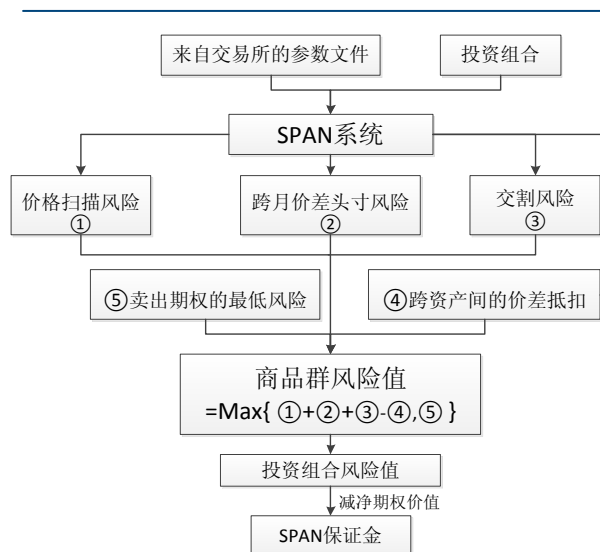 来自交易所的参数文件
投资组合
SPAN系统
价格扫描风险
①
跨月价差头寸风险
②
交割风险
③
⑤卖出期权的最低风险
④跨资产间的价差抵扣
商品群风险值
=Max{ ①+②+③-④,⑤ }
投资组合风险值
减净期权价值
SPAN保证金